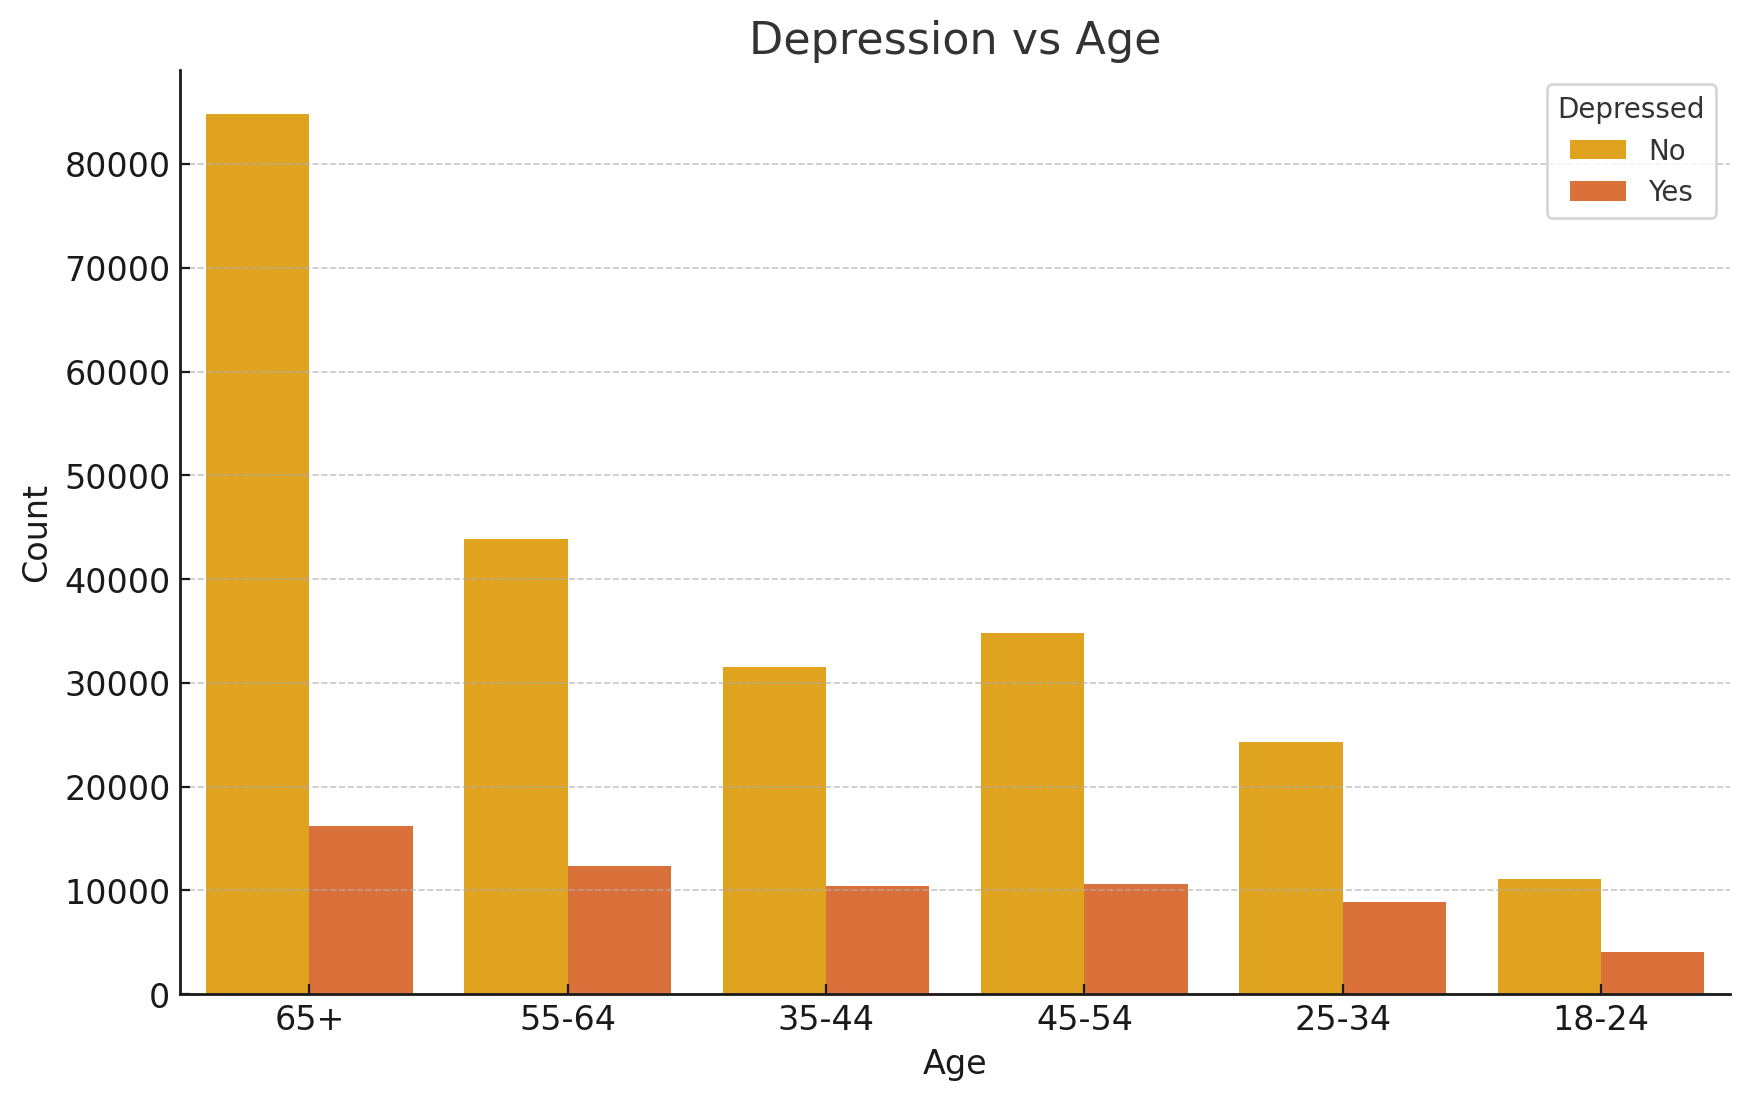 Depression vs Age
Depressed
No
Yes
Count
80000
70000
60000
50000
40000
30000
20000
10000
0
65+ 55-64 35-44 45-54 25-34 18-24
Age